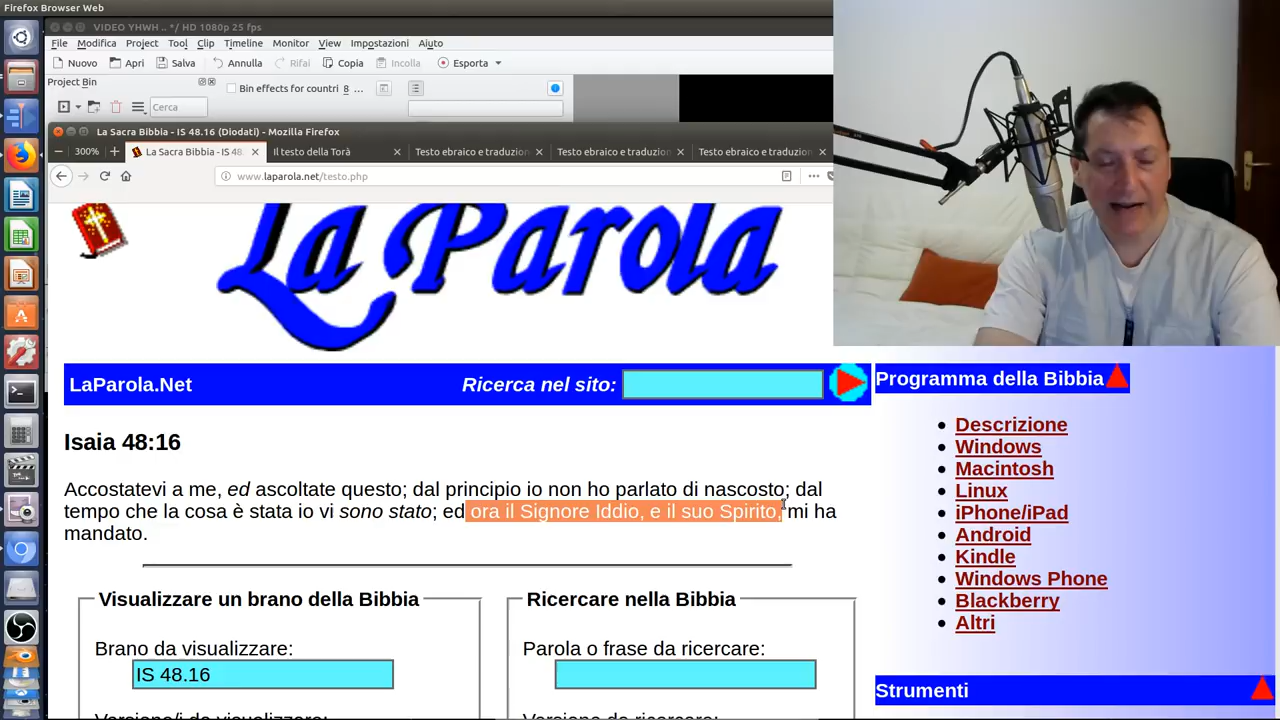 Firefox Browser Web
VIDEO YHWH .. */ HD 1080p 25 fps
File Modifica Project Tool Clip Timeline Monitor View Impostazioni Aiuto
Nuovo Apri Salva Annulla Rifai Copia Incolla Esporta
Project Bin
Bin effects for countri 8 ...
Cerca
La Sacra Bibbia - IS 48.16 (Diodati) - Mozilla Firefox
300% La Sacra Bibbia - IS 48. Il testo della Torà Testo ebraico e traduzion Testo ebraico e traduzion Testo ebraico e traduzion
www.laparola.net/testo.php
La Parola
LaParola.Net Ricerca nel sito:
Isaia 48:16
Accostatevi a me, ed ascoltate questo; dal principio io non ho parlato di nascosto; dal
tempo che la cosa è stata io vi sono stato; ed ora il Signore Iddio, e il suo Spirito, mi ha
mandato.
Visualizzare un brano della Bibbia
Brano da visualizzare:
IS 48.16
Ricercare nella Bibbia
Parola o frase da ricercare:
Versione/i da visualizzare:
Versione da ricercare:
Programma della Bibbia
Descrizione
Windows
Macintosh
Linux
iPhone/iPad
Android
Kindle
Windows Phone
Blackberry
Altri
Strumenti